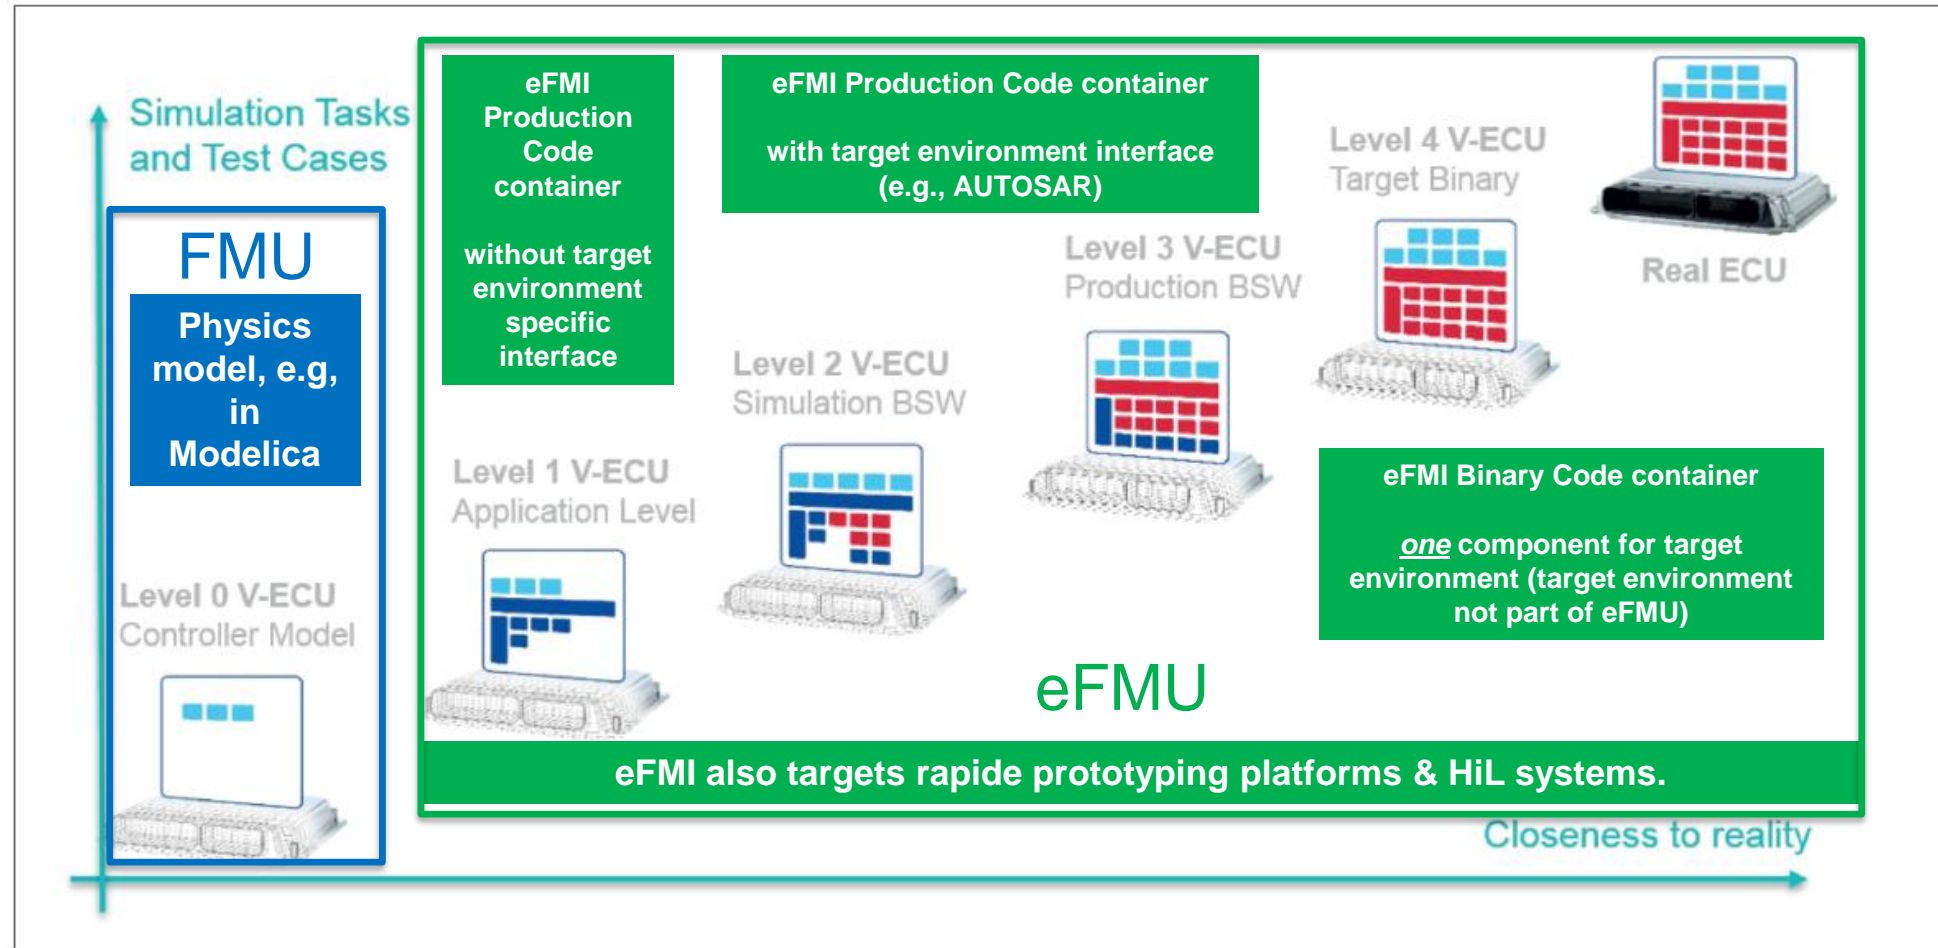 Simulation Tasks
and Test Cases
FMU
Physics
model, e.g,
in
Modelica
Level 0 V-ECU
Controller Model
eFMI
Production
Code
container
without target
environment
specific
interface
Level 1 V-ECU
Application Level
eFMI Production Code container
with target environment interface
(e.g., AUTOSAR)
Level 2 V-ECU
Simulation BSW
Level 3 V-ECU
Production BSW
Level 4 V-ECU
Target Binary
Real ECU
eFMI Binary Code container
one component for target
environment (target environment
not part of eFMU)
eFMU
eFMI also targets rapide prototyping platforms & HiL systems.
Closeness to reality